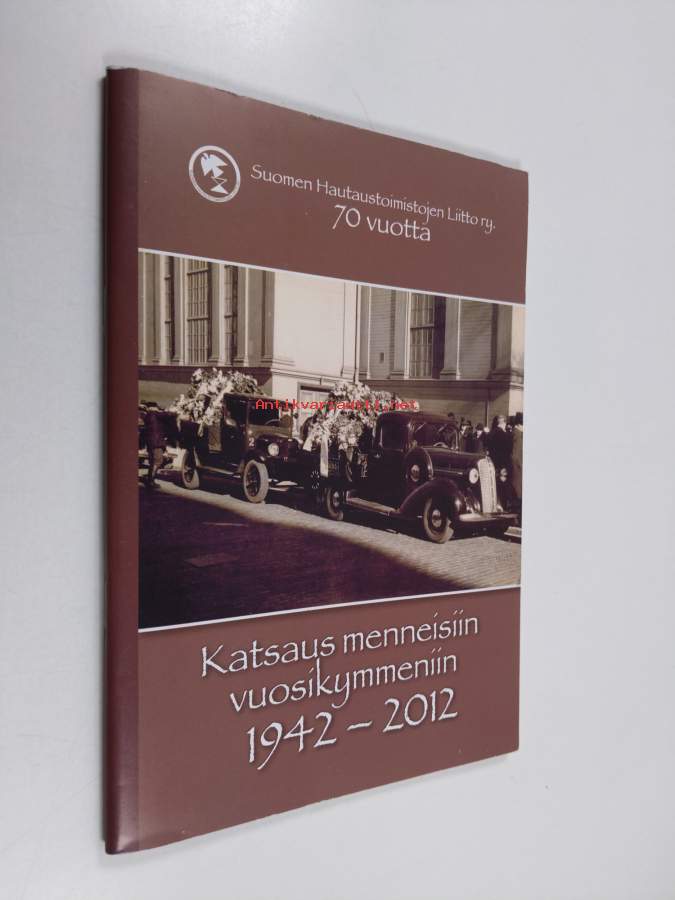 Suomen Hautaustoimistojen Liitto ry.
70 vuotta
Antikvariaatti.net
Katsaus menneisiin
vuosikymmeniin
1942 – 2012